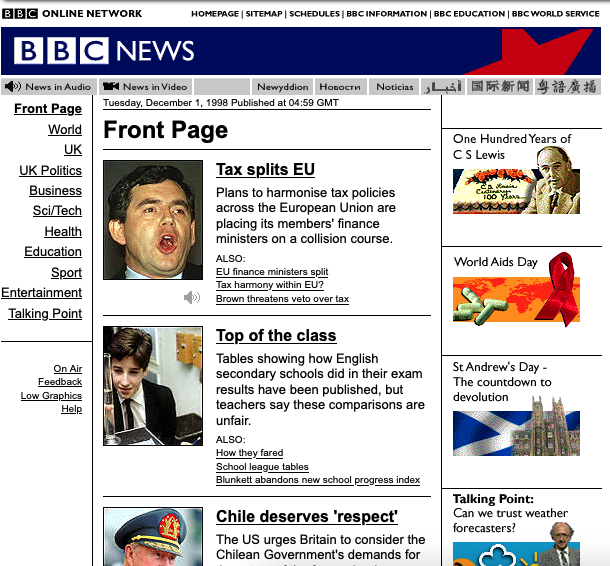 BBC ONLINE NETWORK
HOMEPAGE | SITEMAP | SCHEDULES | BBC INFORMATION | BBC EDUCATION | BBC WORLD SERVICE
BBC NEWS
News in Audio
News in Video
Newyddion
Новости
Noticias
أخبار
国际新闻
粤語廣播
Front Page
World
UK
UK Politics
Business
Sci/Tech
Health
Education
Sport
Entertainment
Talking Point
On Air
Feedback
Low Graphics
Help
Tuesday, December 1, 1998 Published at 04:59 GMT
Front Page
Tax splits EU
Plans to harmonise tax policies
across the European Union are
placing its members' finance
ministers on a collision course.
ALSO:
EU finance ministers split
Tax harmony within EU?
Brown threatens veto over tax
Top of the class
Tables showing how English
secondary schools did in their exam
results have been published, but
teachers say these comparisons are
unfair.
ALSO:
How they fared
School league tables
Blunkett abandons new school progress index
Chile deserves 'respect'
The US urges Britain to consider the
Chilean Government's demands for
One Hundred Years of
C S Lewis
C.S. Lewis
Centenary
100 Years
World Aids Day
St Andrew's Day -
The countdown to
devolution
Talking Point:
Can we trust weather
forecasters?